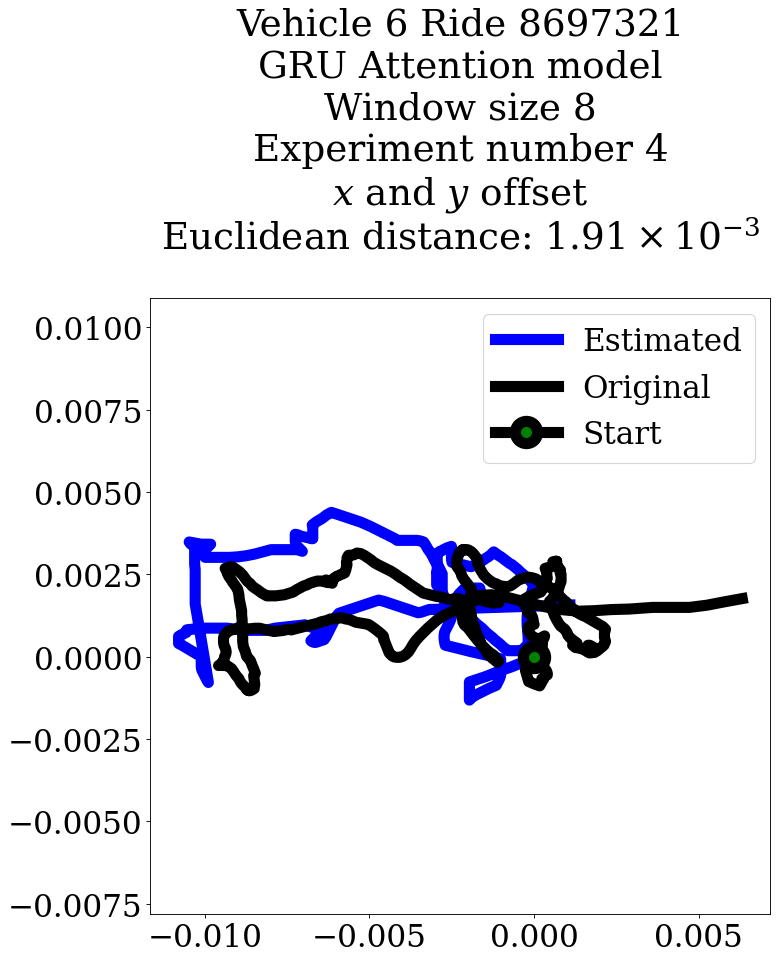 Vehicle 6 Ride 8697321
GRU Attention model
Window size 8
Experiment number 4
x and y offset
Euclidean distance: 1.91 × 10⁻³
Estimated
Original
Start
0.0100
0.0075
0.0050
0.0025
0.0000
−0.0025
−0.0050
−0.0075
−0.010 −0.005 0.000 0.005